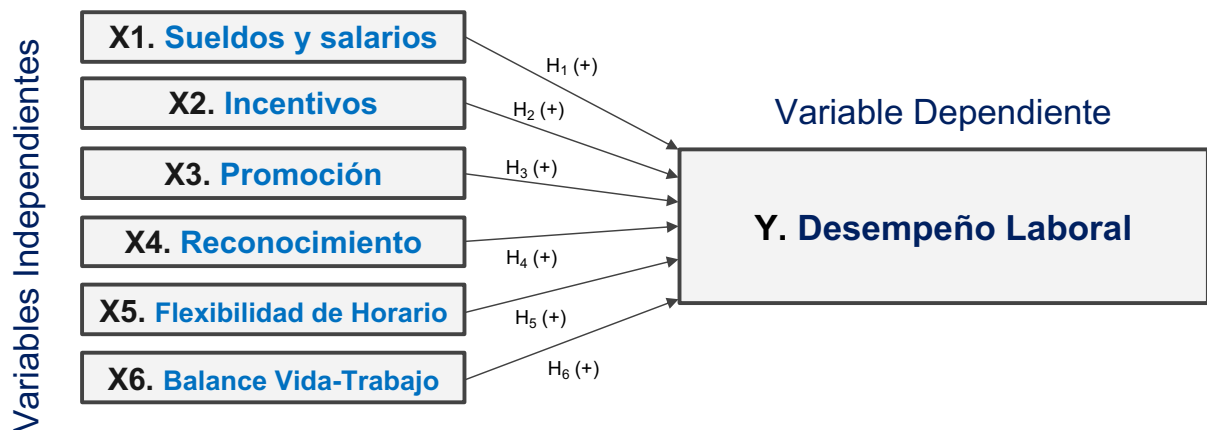 Variables Independientes
X1. Sueldos y salarios
X2. Incentivos
X3. Promoción
X4. Reconocimiento
X5. Flexibilidad de Horario
X6. Balance Vida-Trabajo
H₁ (+)
H₂ (+)
H₃ (+)
H₄ (+)
H₅ (+)
H₆ (+)
Variable Dependiente
Y. Desempeño Laboral